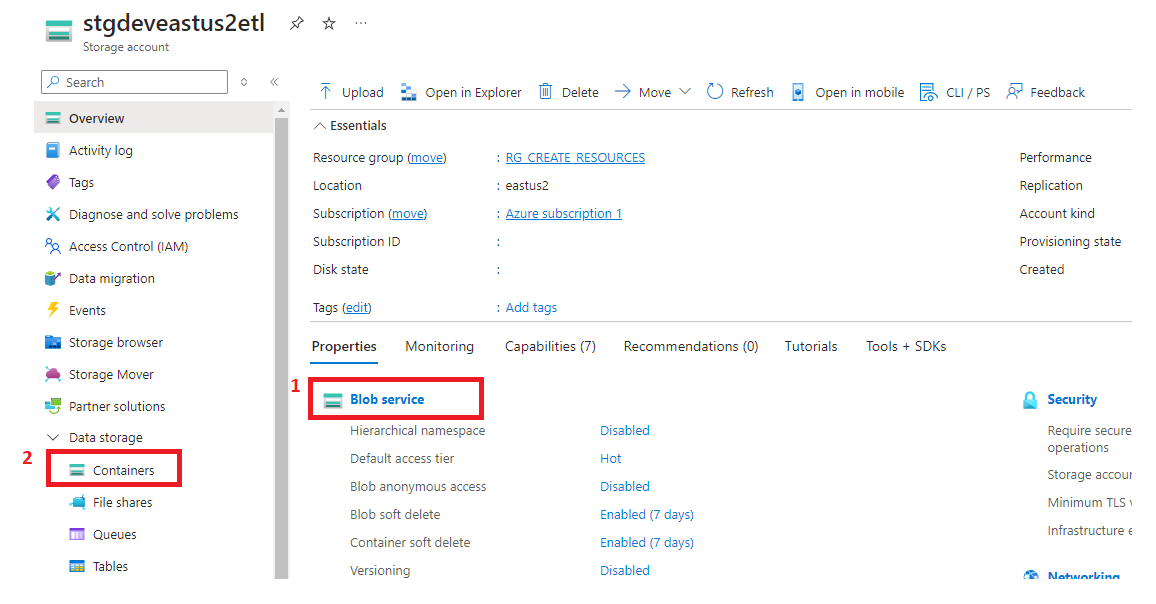 stgdeveastus2etl
Storage account
Search
Overview
Activity log
Tags
Diagnose and solve problems
Access Control (IAM)
Data migration
Events
Storage browser
Storage Mover
Partner solutions
Data storage
2
Containers
File shares
Queues
Tables
Upload Open in Explorer Delete Move Refresh Open in mobile CLI / PS Feedback
Essentials
Resource group (move) : RG_CREATE_RESOURCES
Location : eastus2
Subscription (move) : Azure subscription 1
Subscription ID :
Disk state :
Tags (edit) : Add tags
Performance
Replication
Account kind
Provisioning state
Created
Properties Monitoring Capabilities (7) Recommendations (0) Tutorials Tools + SDKs
1
Blob service
Hierarchical namespace Disabled
Default access tier Hot
Blob anonymous access Disabled
Blob soft delete Enabled (7 days)
Container soft delete Enabled (7 days)
Versioning Disabled
Security
Require secure
operations
Storage accour
Minimum TLS
Infrastructure
Networking